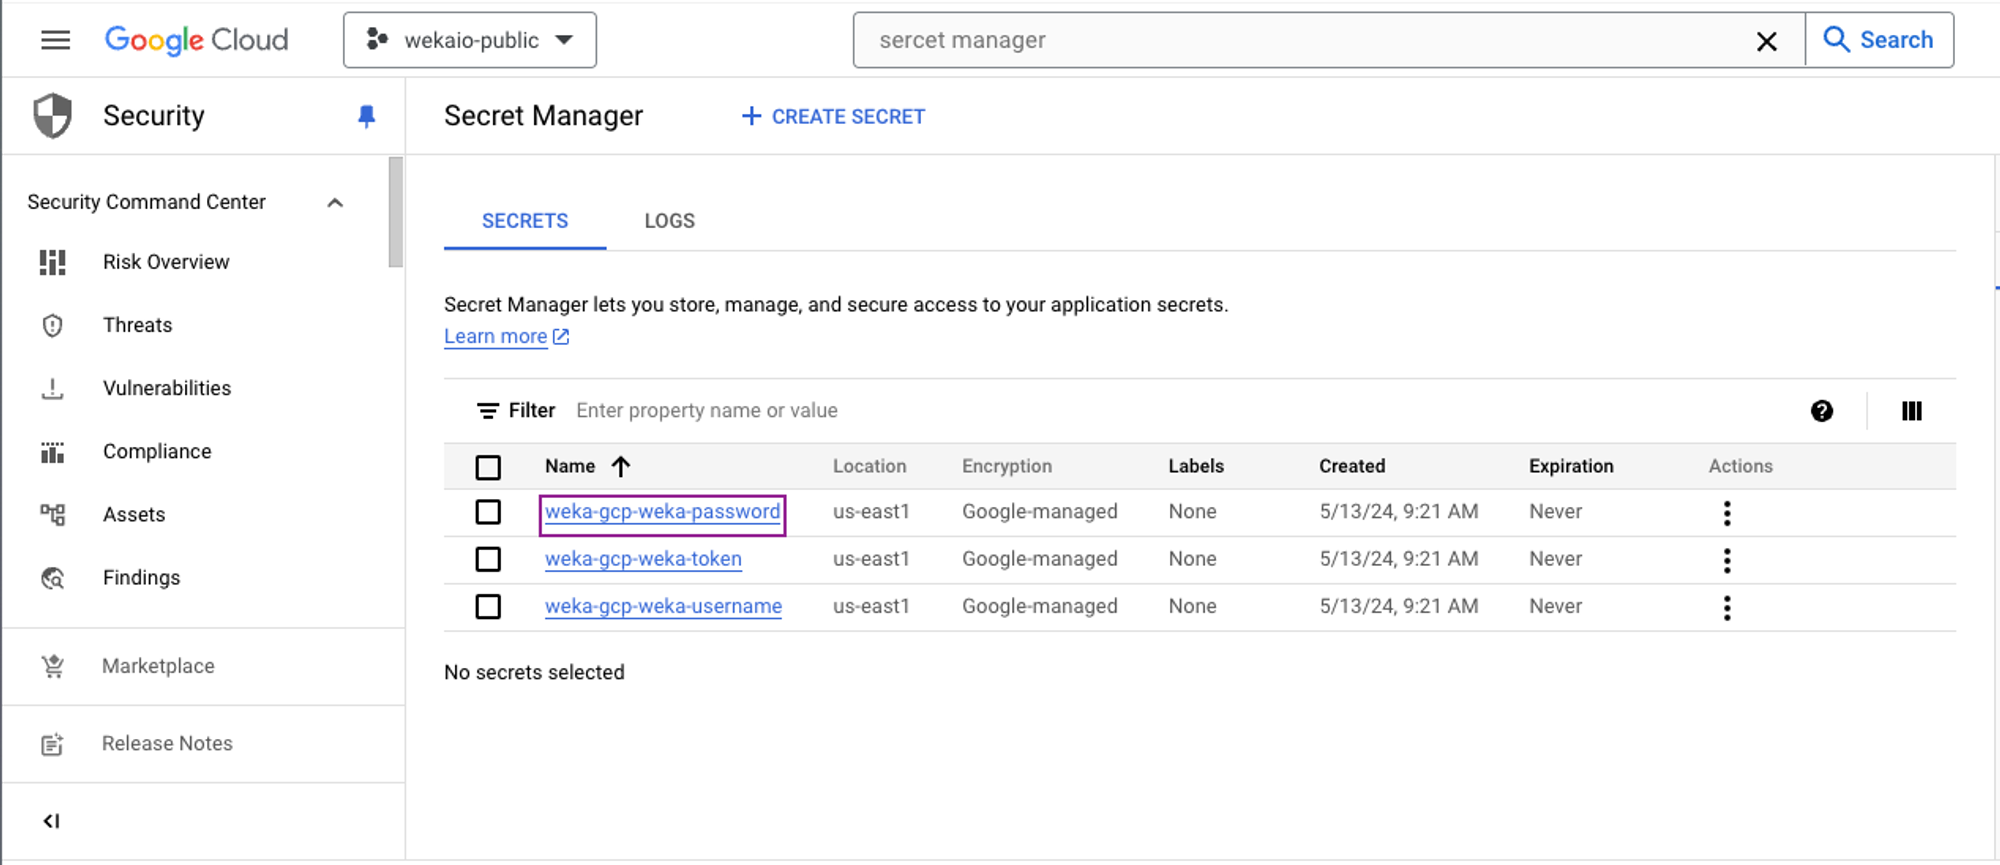 Google Cloud wekaio-public sercet manager Search
Security Secret Manager CREATE SECRET
Security Command Center
Risk Overview
Threats
Vulnerabilities
Compliance
Assets
Findings
Marketplace
Release Notes
SECRETS LOGS
Secret Manager lets you store, manage, and secure access to your application secrets.
Learn more
Filter Enter property name or value
Name Location Encryption Labels Created Expiration Actions
weka-gcp-weka-password us-east1 Google-managed None 5/13/24, 9:21 AM Never
weka-gcp-weka-token us-east1 Google-managed None 5/13/24, 9:21 AM Never
weka-gcp-weka-username us-east1 Google-managed None 5/13/24, 9:21 AM Never
No secrets selected